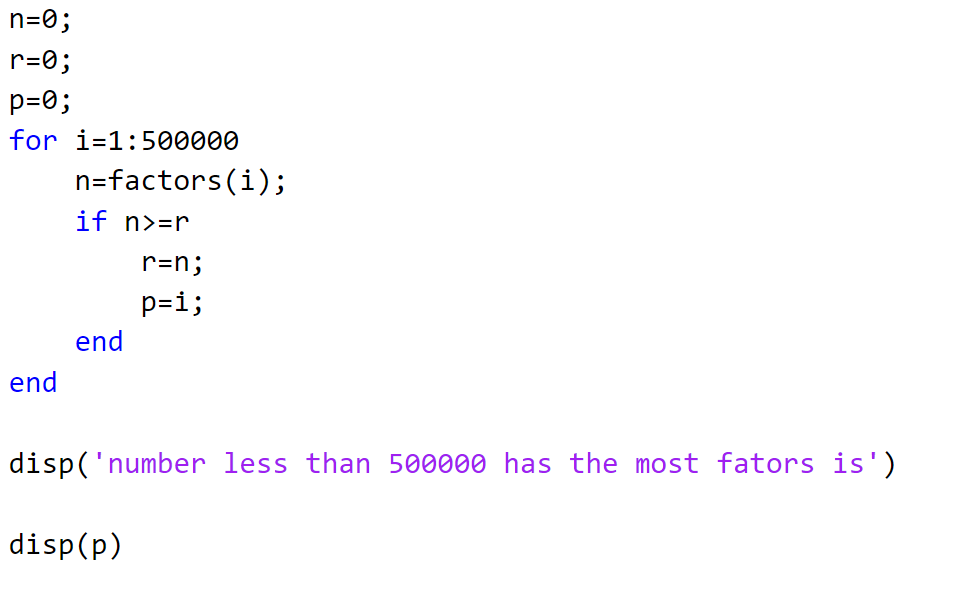 n=0;
r=0;
p=0;
for i=1:500000
    n=factors(i);
    if n>=r
        r=n;
        p=i;
    end
end
disp('number less than 500000 has the most fators is')
disp(p)